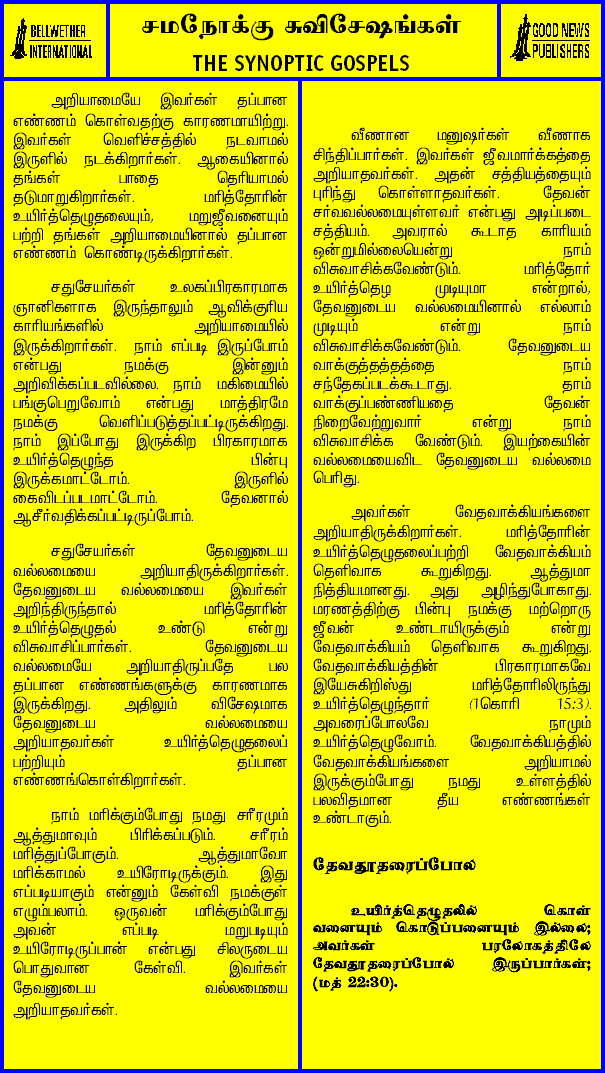 BELLWETHER
INTERNATIONAL
சமநோக்கு சுவிசேஷங்கள்
THE SYNOPTIC GOSPELS
GOOD NEWS
PUBLISHERS
அறியாமையே இவர்கள் தப்பான
எண்ணம் கொள்வதற்கு காரணமாயிற்று.
இவர்கள் வெளிச்சத்தில் நடவாமல்
இருளில் நடக்கிறார்கள். ஆகையினால்
தங்கள் பாதை தெரியாமல்
தடுமாறுகிறார்கள். மரித்தோரின்
உயிர்த்தெழுதலையும், மறுஜீவனையும்
பற்றி தங்கள் அறியாமையினால் தப்பான
எண்ணம் கொண்டிருக்கிறார்கள்.
சதுசேயர்கள் உலகப்பிரகாரமாக
ஞானிகளாக இருந்தாலும் ஆவிக்குரிய
காரியங்களில் அறியாமையில்
இருக்கிறார்கள். நாம் எப்படி இருப்போம்
என்பது நமக்கு இன்னும்
அறிவிக்கப்படவில்லை. நாம் மகிமையில்
பங்குபெறுவோம் என்பது மாத்திரமே
நமக்கு வெளிப்படுத்தப்பட்டிருக்கிறது.
நாம் இப்போது இருக்கிற பிரகாரமாக
உயிர்த்தெழுந்த பின்பு
இருக்கமாட்டோம். இருளில்
கைவிடப்படமாட்டோம். தேவனால்
ஆசீர்வதிக்கப்பட்டிருப்போம்.
சதுசேயர்கள் தேவனுடைய
வல்லமையை அறியாதிருக்கிறார்கள்.
தேவனுடைய வல்லமையை இவர்கள்
அறிந்திருந்தால் மரித்தோரின்
உயிர்த்தெழுதல் உண்டு என்று
விசுவாசிப்பார்கள். தேவனுடைய
வல்லமையே அறியாதிருப்பதே பல
தப்பான எண்ணங்களுக்கு காரணமாக
இருக்கிறது. அதிலும் விசேஷமாக
தேவனுடைய வல்லமையை
அறியாதவர்கள் உயிர்த்தெழுதலைப்
பற்றியும் தப்பான
எண்ணங்கொள்கிறார்கள்.
நாம் மரிக்கும்போது நமது சரீரமும்
ஆத்துமாவும் பிரிக்கப்படும். சரீரம்
மரித்துப்போகும். ஆத்துமாவோ
மரிக்காமல் உயிரோடிருக்கும். இது
எப்படியாகும் என்னும் கேள்வி நமக்குள்
எழும்பலாம். ஒருவன் மரிக்கும்போது
அவன் எப்படி மறுபடியும்
உயிரோடிருப்பான் என்பது சிலருடைய
பொதுவான கேள்வி. இவர்கள்
தேவனுடைய வல்லமையை
அறியாதவர்கள்.
வீணான மனுஷர்கள் வீணாக
சிந்திப்பார்கள். இவர்கள் ஜீவமார்க்கத்தை
அறியாதவர்கள். அதன் சத்தியத்தையும்
புரிந்து கொள்ளாதவர்கள். தேவன்
சர்வவல்லமையுள்ளவர் என்பது அடிப்படை
சத்தியம். அவரால் கூடாத காரியம்
ஒன்றுமில்லையென்று நாம்
விசுவாசிக்கவேண்டும். மரித்தோர்
உயிர்த்தெழ முடியுமா என்றால்,
தேவனுடைய வல்லமையினால் எல்லாம்
முடியும் என்று நாம்
விசுவாசிக்கவேண்டும். தேவனுடைய
வாக்குத்தத்தத்தை நாம்
சந்தேகப்படக்கூடாது. தாம்
வாக்குப்பண்ணியதை தேவன்
நிறைவேற்றுவார் என்று நாம்
விசுவாசிக்க வேண்டும். இயற்கையின்
வல்லமையைவிட தேவனுடைய வல்லமை
பெரிது.
அவர்கள் வேதவாக்கியங்களை
அறியாதிருக்கிறார்கள். மரித்தோரின்
உயிர்த்தெழுதலைப்பற்றி வேதவாக்கியம்
தெளிவாக கூறுகிறது. ஆத்துமா
நித்தியமானது. அது அழிந்துபோகாது.
மரணத்திற்கு பின்பு நமக்கு மற்றொரு
ஜீவன் உண்டாயிருக்கும் என்று
வேதவாக்கியம் தெளிவாக கூறுகிறது.
வேதவாக்கியத்தின் பிரகாரமாகவே
இயேசுகிறிஸ்து மரித்தோரிலிருந்து
உயிர்த்தெழுந்தார் (1கொரி 15:3).
அவரைப்போலவே நாமும்
உயிர்த்தெழுவோம். வேதவாக்கியத்தில்
வேதவாக்கியங்களை அறியாமல்
இருக்கும்போது நமது உள்ளத்தில்
பலவிதமான தீய எண்ணங்கள்
உண்டாகும்.
தேவதூதரைப்போல
உயிர்த்தெழுதலில் கொள்
வனையும் கொடுப்பனையும் இல்லை;
அவர்கள் பரலோகத்திலே
தேவதூதரைப்போல் இருப்பார்கள்;
(மத் 22:30).